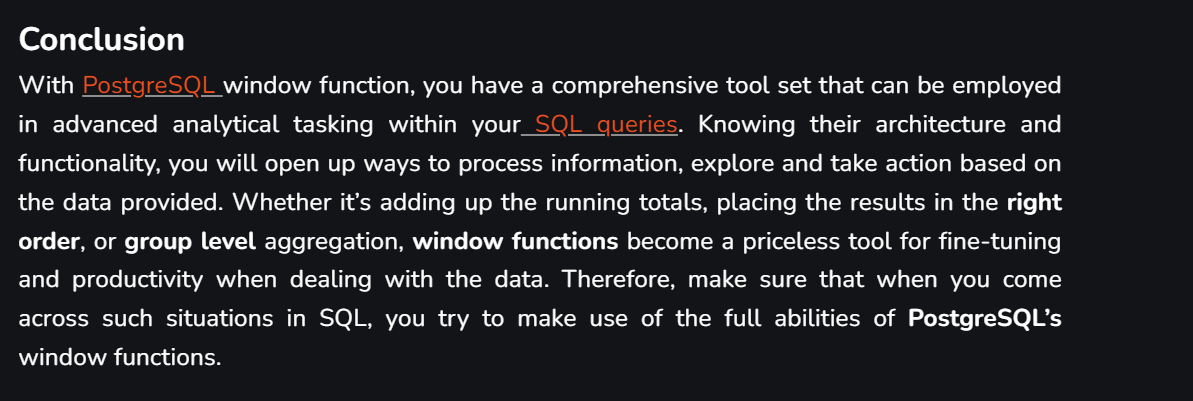 Conclusion
With PostgreSQL window function, you have a comprehensive tool set that can be employed
in advanced analytical tasking within your SQL queries. Knowing their architecture and
functionality, you will open up ways to process information, explore and take action based on
the data provided. Whether it’s adding up the running totals, placing the results in the right
order, or group level aggregation, window functions become a priceless tool for fine-tuning
and productivity when dealing with the data. Therefore, make sure that when you come
across such situations in SQL, you try to make use of the full abilities of PostgreSQL’s
window functions.